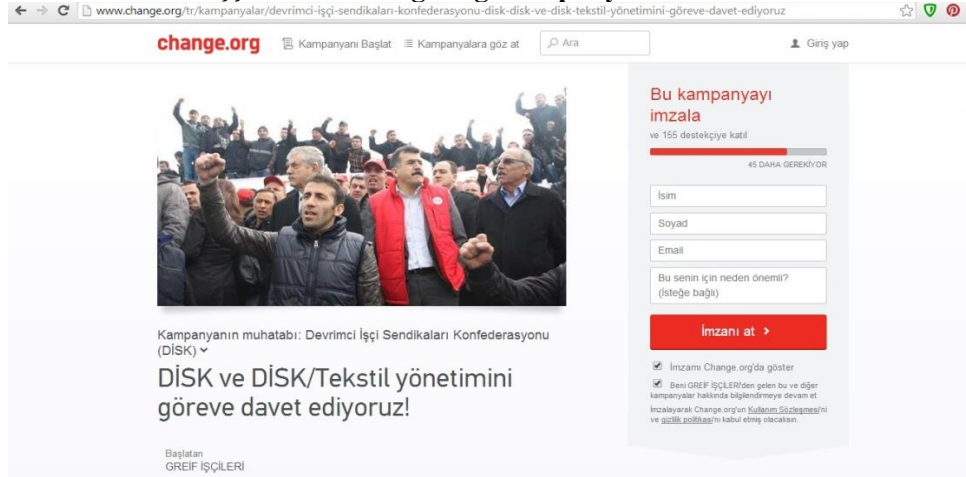 www.change.org/tr/kampanyalar/devrimci-işçi-sendikaları-konfederasyonu-disk-disk-ve-disk-tekstil-yönetimini-göreve-davet-ediyoruz
change.org
Kampanyanı Başlat
Kampanyalara göz at
Ara
Giriş yap
Bu kampanyayı
imzala
ve 155 destekçiye katıl
45 DAHA GEREKİYOR
İsim
Soyad
Email
Bu senin için neden önemli?
(İsteğe bağlı)
İmzanı at >
İmzamı Change.org'da göster
Beni GREİF İŞÇİLERİ'den gelen bu ve diğer
kampanyalar hakkında bilgilendirmeye devam et
İmzalayarak Change.org'un Kullanım Sözleşmesi'ni
ve gizlilik politikası'nı kabul etmiş olacaksın.
Kampanyanın muhatabı: Devrimci İşçi Sendikaları Konfederasyonu
(DİSK)
DİSK ve DİSK/Tekstil yönetimini
göreve davet ediyoruz!
Başlatan
GREİF İŞÇİLERİ